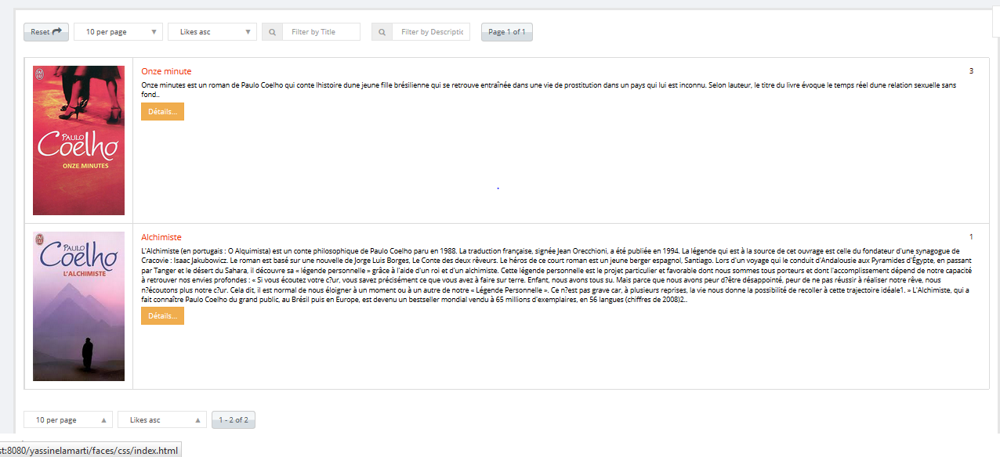 Reset 10 per page Likes asc Filter by Title Filter by Descriptic Page 1 of 1
Onze minute 3
Onze minutes est un roman de Paulo Coelho qui conte lhistoire dune jeune fille brésilienne qui se retrouve entraînée dans une vie de prostitution dans un pays qui lui est inconnu. Selon lauteur, le titre du livre évoque le temps réel dune relation sexuelle sans
fond..
Détails...
PAULO
Coelho
ONZE MINUTES
Alchimiste 1
L'Alchimiste (en portugais : O Alquimista) est un conte philosophique de Paulo Coelho paru en 1988. La traduction française, signée Jean Orecchioni, a été publiée en 1994. La légende qui est à la source de cet ouvrage est celle du fondateur d'une synagogue de
Cracovie : Isaac Jakubowicz. Le roman est basé sur une nouvelle de Jorge Luis Borges, Le Conte des deux rêveurs. Le héros de ce court roman est un jeune berger espagnol, Santiago. Lors d'un voyage qui le conduit d'Andalousie aux Pyramides d'Égypte, en passant
par Tanger et le désert du Sahara, il découvre sa « légende personnelle » grâce à l'aide d'un roi et d'un alchimiste. Cette légende personnelle est le projet particulier et favorable dont nous sommes tous porteurs et dont l'accomplissement dépend de notre capacité
à retrouver nos envies profondes : « Si vous écoutez votre c?ur, vous savez précisément ce que vous avez à faire sur terre. Enfant, nous avons tous su. Mais parce que nous avons peur d?être désappointé, peur de ne pas réussir à réaliser notre rêve, nous
n?écoutons plus notre c?ur. Cela dit, il est normal de nous éloigner à un moment ou à un autre de notre « Légende Personnelle ». Ce n?est pas grave car, à plusieurs reprises, la vie nous donne la possibilité de recoller à cette trajectoire idéale1. » L'Alchimiste, qui a
fait connaître Paulo Coelho du grand public, au Brésil puis en Europe, est devenu un bestseller mondial vendu à 65 millions d'exemplaires, en 56 langues (chiffres de 2008)2..
Détails...
PAULO
Coelho
L'ALCHIMISTE
10 per page Likes asc 1 - 2 of 2
st:8080/yassinelamarti/faces/css/index.html